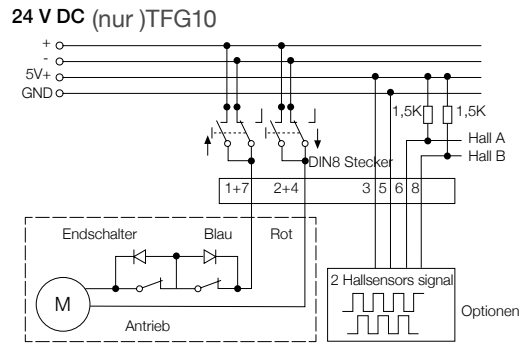 24 V DC (nur )TFG10
+
-
5V+
GND
1,5K 1,5K
Hall A
Hall B
DIN8 Stecker
1+7 2+4 3 5 6 8
Endschalter Blau Rot
M
Antrieb
2 Hallsensors signal
Optionen